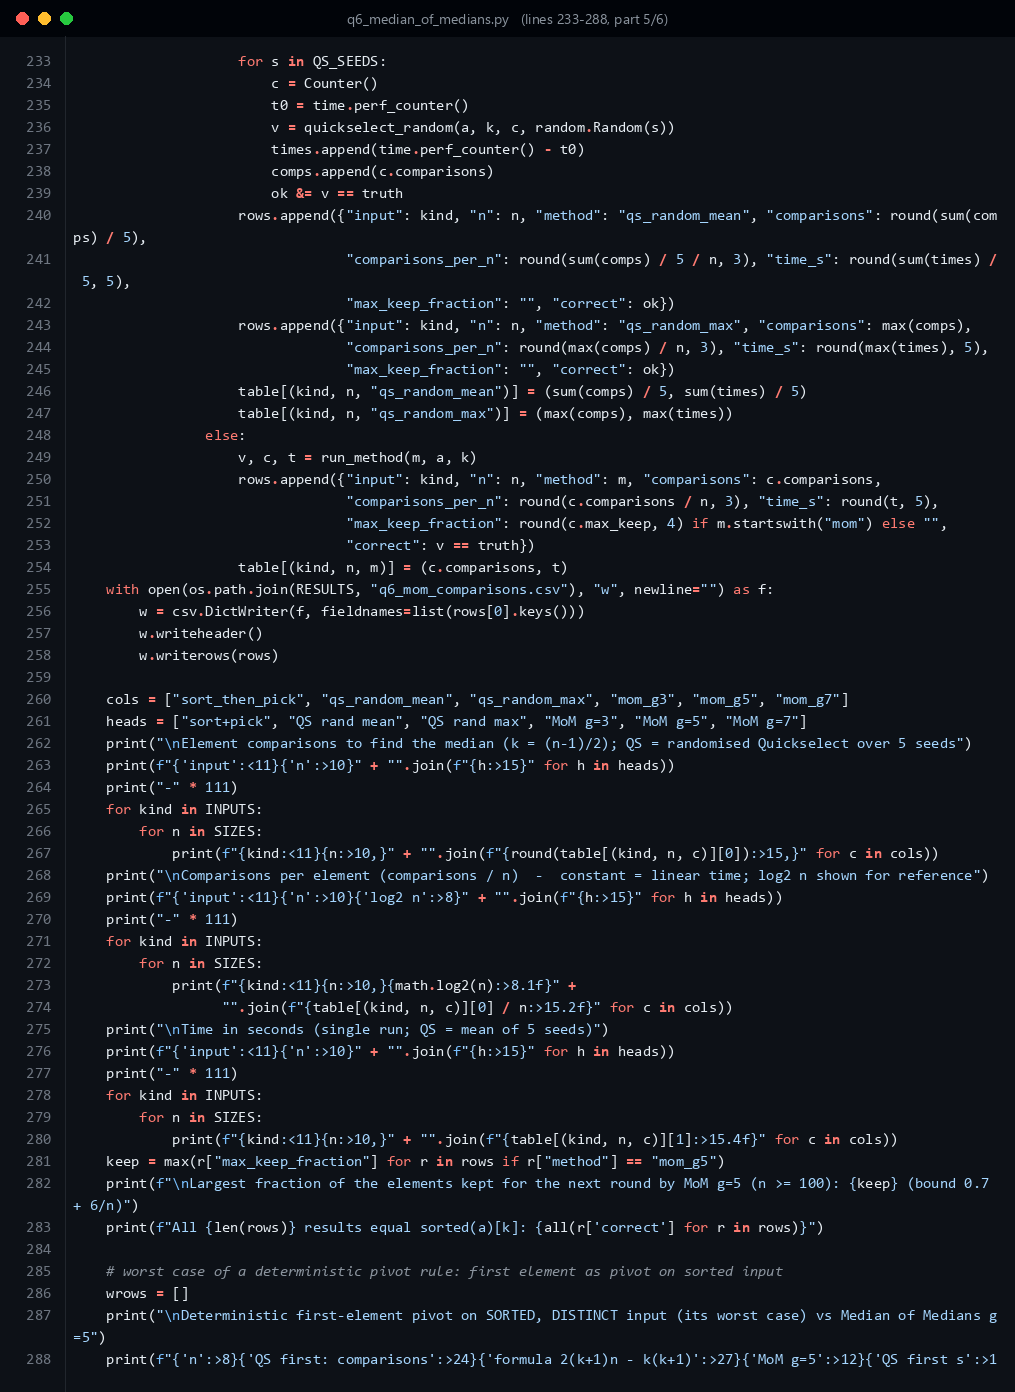 q6_median_of_medians.py   (lines 233-288, part 5/6)
233                     for s in QS_SEEDS:
234                         c = Counter()
235                         t0 = time.perf_counter()
236                         v = quickselect_random(a, k, c, random.Random(s))
237                         times.append(time.perf_counter() - t0)
238                         comps.append(c.comparisons)
239                         ok &= v == truth
240                     rows.append({"input": kind, "n": n, "method": "qs_random_mean", "comparisons": round(sum(com
ps) / 5),
241                                  "comparisons_per_n": round(sum(comps) / 5 / n, 3), "time_s": round(sum(times) /
 5, 5),
242                                  "max_keep_fraction": "", "correct": ok})
243                     rows.append({"input": kind, "n": n, "method": "qs_random_max", "comparisons": max(comps),
244                                  "comparisons_per_n": round(max(comps) / n, 3), "time_s": round(max(times), 5),
245                                  "max_keep_fraction": "", "correct": ok})
246                     table[(kind, n, "qs_random_mean")] = (sum(comps) / 5, sum(times) / 5)
247                     table[(kind, n, "qs_random_max")] = (max(comps), max(times))
248                 else:
249                     v, c, t = run_method(m, a, k)
250                     rows.append({"input": kind, "n": n, "method": m, "comparisons": c.comparisons,
251                                  "comparisons_per_n": round(c.comparisons / n, 3), "time_s": round(t, 5),
252                                  "max_keep_fraction": round(c.max_keep, 4) if m.startswith("mom") else "",
253                                  "correct": v == truth})
254                     table[(kind, n, m)] = (c.comparisons, t)
255     with open(os.path.join(RESULTS, "q6_mom_comparisons.csv"), "w", newline="") as f:
256         w = csv.DictWriter(f, fieldnames=list(rows[0].keys()))
257         w.writeheader()
258         w.writerows(rows)
259
260     cols = ["sort_then_pick", "qs_random_mean", "qs_random_max", "mom_g3", "mom_g5", "mom_g7"]
261     heads = ["sort+pick", "QS rand mean", "QS rand max", "MoM g=3", "MoM g=5", "MoM g=7"]
262     print("\nElement comparisons to find the median (k = (n-1)/2); QS = randomised Quickselect over 5 seeds")
263     print(f"{'input':<11}{'n':>10}" + "".join(f"{h:>15}" for h in heads))
264     print("-" * 111)
265     for kind in INPUTS:
266         for n in SIZES:
267             print(f"{kind:<11}{n:>10,}" + "".join(f"{round(table[(kind, n, c)][0]):>15,}" for c in cols))
268     print("\nComparisons per element (comparisons / n)  -  constant = linear time; log2 n shown for reference")
269     print(f"{'input':<11}{'n':>10}{'log2 n':>8}" + "".join(f"{h:>15}" for h in heads))
270     print("-" * 111)
271     for kind in INPUTS:
272         for n in SIZES:
273             print(f"{kind:<11}{n:>10,}{math.log2(n):>8.1f}" +
274                   "".join(f"{table[(kind, n, c)][0] / n:>15.2f}" for c in cols))
275     print("\nTime in seconds (single run; QS = mean of 5 seeds)")
276     print(f"{'input':<11}{'n':>10}" + "".join(f"{h:>15}" for h in heads))
277     print("-" * 111)
278     for kind in INPUTS:
279         for n in SIZES:
280             print(f"{kind:<11}{n:>10,}" + "".join(f"{table[(kind, n, c)][1]:>15.4f}" for c in cols))
281     keep = max(r["max_keep_fraction"] for r in rows if r["method"] == "mom_g5")
282     print(f"\nLargest fraction of the elements kept for the next round by MoM g=5 (n >= 100): {keep} (bound 0.7 
+ 6/n)")
283     print(f"All {len(rows)} results equal sorted(a)[k]: {all(r['correct'] for r in rows)}")
284
285     # worst case of a deterministic pivot rule: first element as pivot on sorted input
286     wrows = []
287     print("\nDeterministic first-element pivot on SORTED, DISTINCT input (its worst case) vs Median of Medians g
=5")
288     print(f"{'n':>8}{'QS first: comparisons':>24}{'formula 2(k+1)n - k(k+1)':>27}{'MoM g=5':>12}{'QS first s':>1